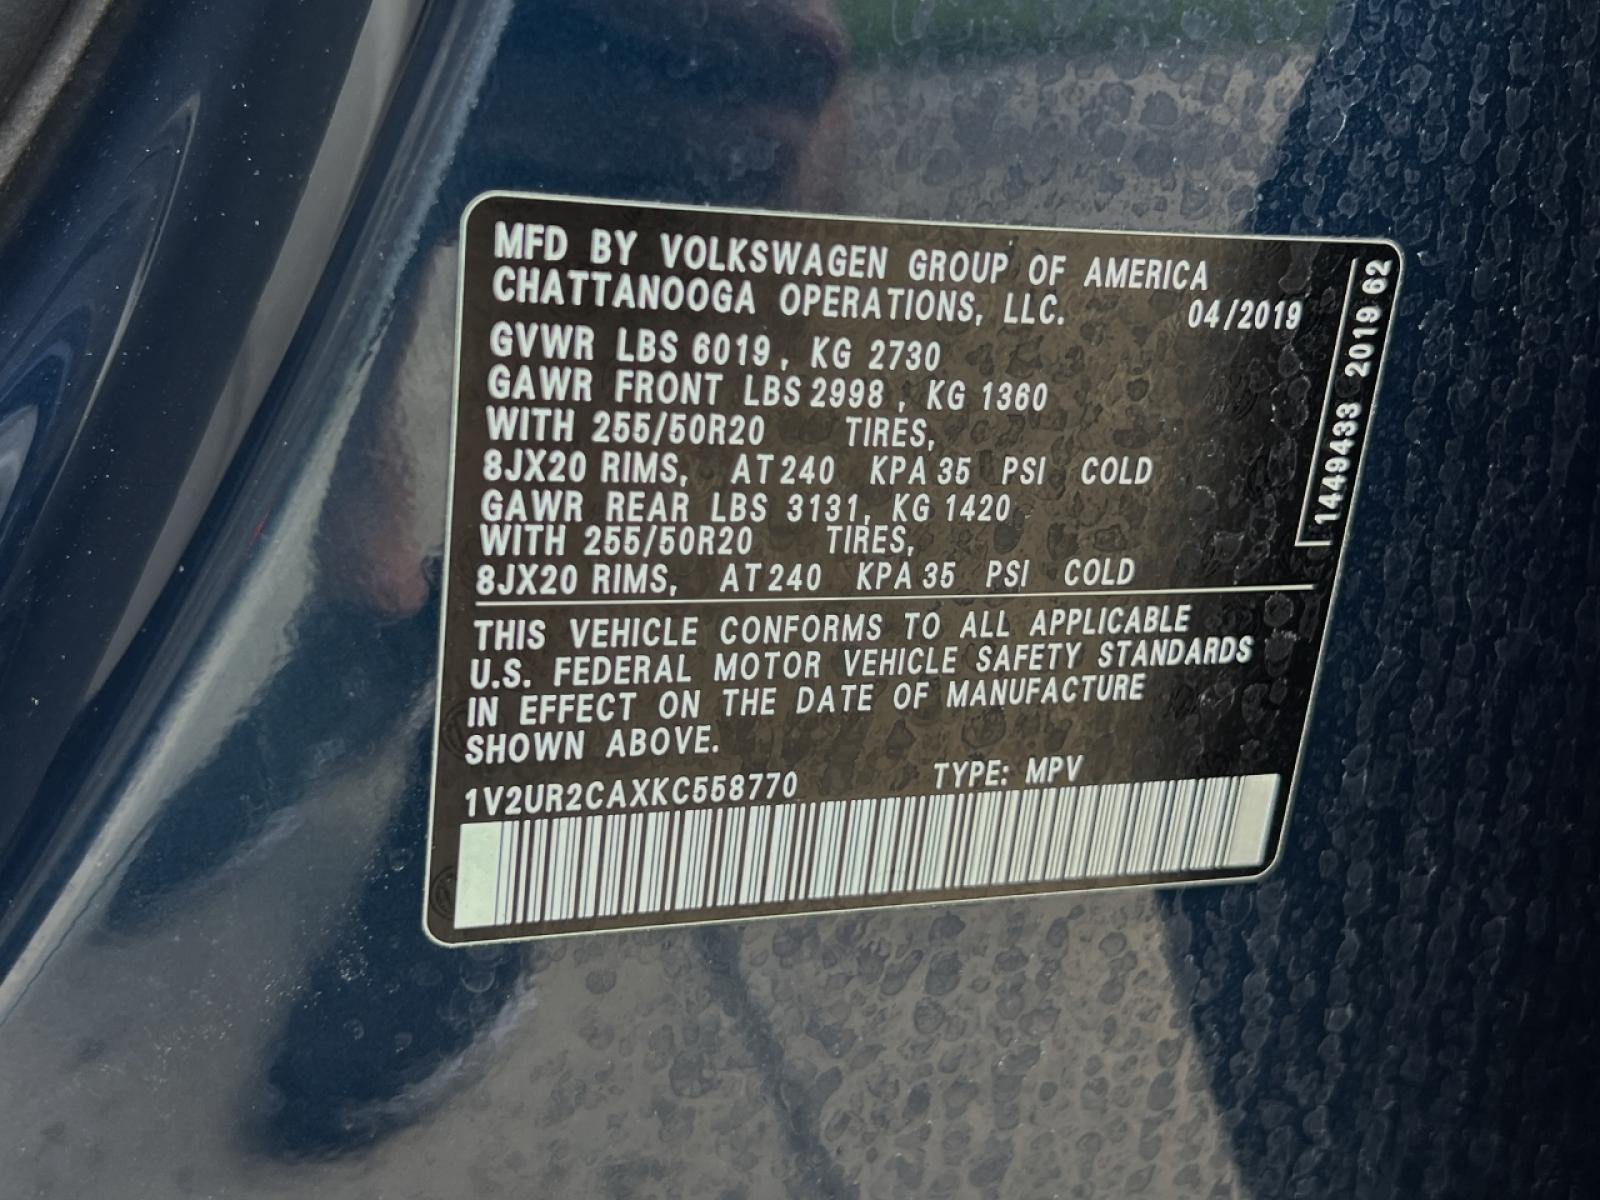 MFD BY VOLKSWAGEN GROUP OF AMERICA
CHATTANOOGA OPERATIONS, LLC. 04/2019
GVWR LBS 6019, KG 2730
GAWR FRONT LBS 2998, KG 1360
WITH 255/50R20 TIRES,
8JX20 RIMS, AT 240 KPA 35 PSI COLD
GAWR REAR LBS 3131, KG 1420
WITH 255/50R20 TIRES,
8JX20 RIMS, AT 240 KPA 35 PSI COLD
THIS VEHICLE CONFORMS TO ALL APPLICABLE
U.S. FEDERAL MOTOR VEHICLE SAFETY STANDARDS
IN EFFECT ON THE DATE OF MANUFACTURE
SHOWN ABOVE.
1V2UR2CAXKC558770 TYPE: MPV
1449433 2019 62